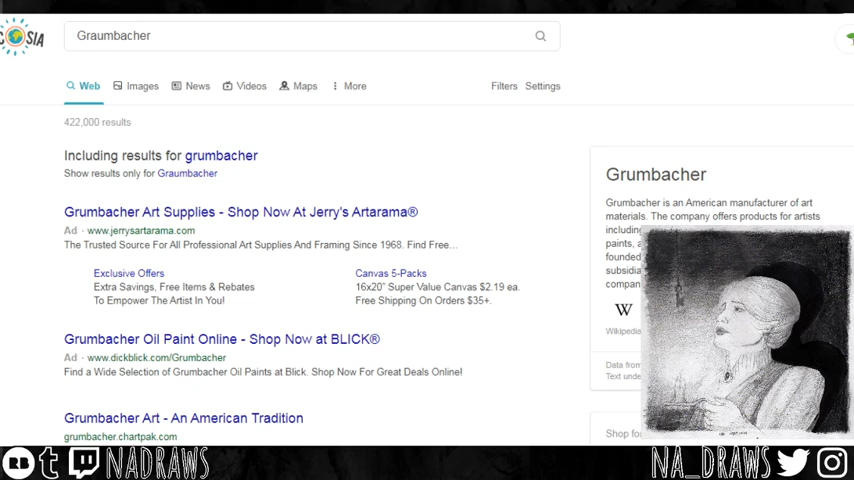 COSIA
Graumbacher
Web Images News Videos Maps More Filters Settings
422,000 results
Including results for grumbacher
Show results only for Graumbacher
Grumbacher Art Supplies - Shop Now At Jerry's Artarama®
Ad · www.jerrysartarama.com
The Trusted Source For All Professional Art Supplies And Framing Since 1968. Find Free...
Exclusive Offers
Extra Savings, Free Items & Rebates
To Empower The Artist In You!
Canvas 5-Packs
16x20" Super Value Canvas $2.19 ea.
Free Shipping On Orders $35+.
Grumbacher Oil Paint Online - Shop Now at BLICK®
Ad · www.dickblick.com/Grumbacher
Find a Wide Selection of Grumbacher Oil Paints at Blick. Shop Now For Great Deals Online!
Grumbacher Art - An American Tradition
grumbacher.chartpak.com
Grumbacher
Grumbacher is an American manufacturer of art
materials. The company offers products for artists
including
paints, a
founded
subsidia
compan
W
Wikipedia
Data from
Text unde
Shop fo
RB t NADRAWS
NA_DRAWS